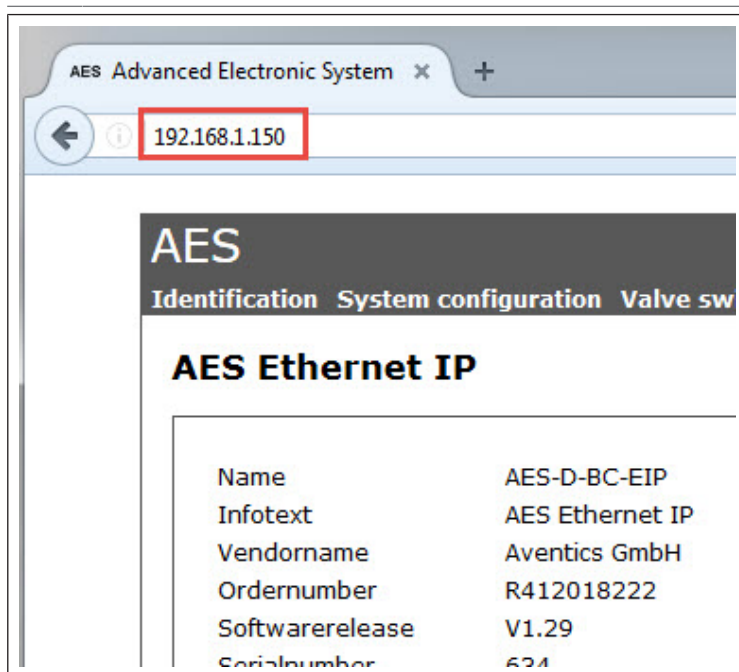 AES Advanced Electronic System × +
192.168.1.150
AES
Identification System configuration Valve sw
AES Ethernet IP
Name AES-D-BC-EIP
Infotext AES Ethernet IP
Vendorname Aventics GmbH
Ordernumber R412018222
Softwarerelease V1.29
Serialnumber 634